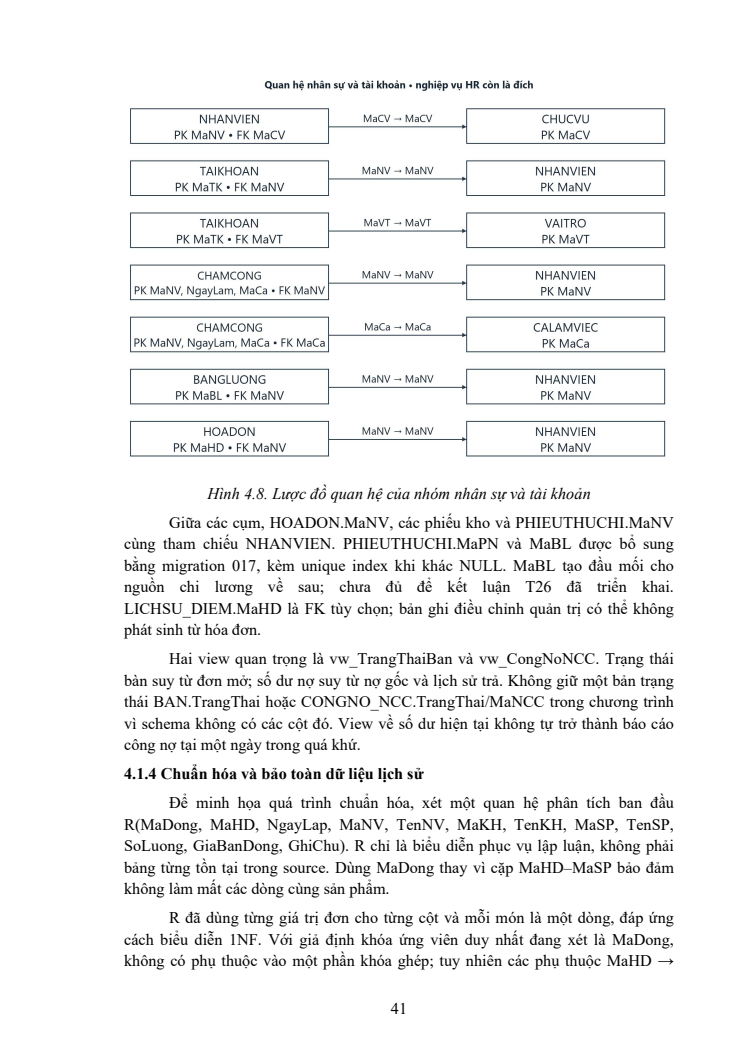 Quan hệ nhân sự và tài khoản • nghiệp vụ HR còn là đích
NHANVIEN
PK MaNV • FK MaCV
MaCV → MaCV
CHUCVU
PK MaCV
TAIKHOAN
PK MaTK • FK MaNV
MaNV → MaNV
NHANVIEN
PK MaNV
TAIKHOAN
PK MaTK • FK MaVT
MaVT → MaVT
VAITRO
PK MaVT
CHAMCONG
PK MaNV, NgayLam, MaCa • FK MaNV
MaNV → MaNV
NHANVIEN
PK MaNV
CHAMCONG
PK MaNV, NgayLam, MaCa • FK MaCa
MaCa → MaCa
CALAMVIEC
PK MaCa
BANGLUONG
PK MaBL • FK MaNV
MaNV → MaNV
NHANVIEN
PK MaNV
HOADON
PK MaHD • FK MaNV
MaNV → MaNV
NHANVIEN
PK MaNV
Hình 4.8. Lược đồ quan hệ của nhóm nhân sự và tài khoản
Giữa các cụm, HOADON.MaNV, các phiếu kho và PHIEUTHUCHI.MaNV
cùng tham chiếu NHANVIEN. PHIEUTHUCHI.MaPN và MaBL được bổ sung
bằng migration 017, kèm unique index khi khác NULL. MaBL tạo đầu mối cho
nguồn chi lương về sau; chưa đủ để kết luận T26 đã triển khai.
LICHSU_DIEM.MaHD là FK tùy chọn; bản ghi điều chỉnh quản trị có thể không
phát sinh từ hóa đơn.
Hai view quan trọng là vw_TrangThaiBan và vw_CongNoNCC. Trạng thái
bàn suy từ đơn mở; số dư nợ suy từ nợ gốc và lịch sử trả. Không giữ một bản trạng
thái BAN.TrangThai hoặc CONGNO_NCC.TrangThai/MaNCC trong chương trình
vì schema không có các cột đó. View về số dư hiện tại không tự trở thành báo cáo
công nợ tại một ngày trong quá khứ.
4.1.4 Chuẩn hóa và bảo toàn dữ liệu lịch sử
Để minh họa quá trình chuẩn hóa, xét một quan hệ phân tích ban đầu
R(MaDong, MaHD, NgayLap, MaNV, TenNV, MaKH, TenKH, MaSP, TenSP,
SoLuong, GiaBanDong, GhiChu). R chỉ là biểu diễn phục vụ lập luận, không phải
bảng từng tồn tại trong source. Dùng MaDong thay vì cặp MaHD–MaSP bảo đảm
không làm mất các dòng cùng sản phẩm.
R đã dùng từng giá trị đơn cho từng cột và mỗi món là một dòng, đáp ứng
cách biểu diễn 1NF. Với giả định khóa ứng viên duy nhất đang xét là MaDong,
không có phụ thuộc vào một phần khóa ghép; tuy nhiên các phụ thuộc MaHD →
41